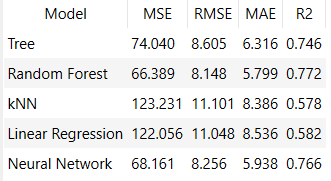 Model MSE RMSE MAE R2
Tree 74.040 8.605 6.316 0.746
Random Forest 66.389 8.148 5.799 0.772
kNN 123.231 11.101 8.386 0.578
Linear Regression 122.056 11.048 8.536 0.582
Neural Network 68.161 8.256 5.938 0.766